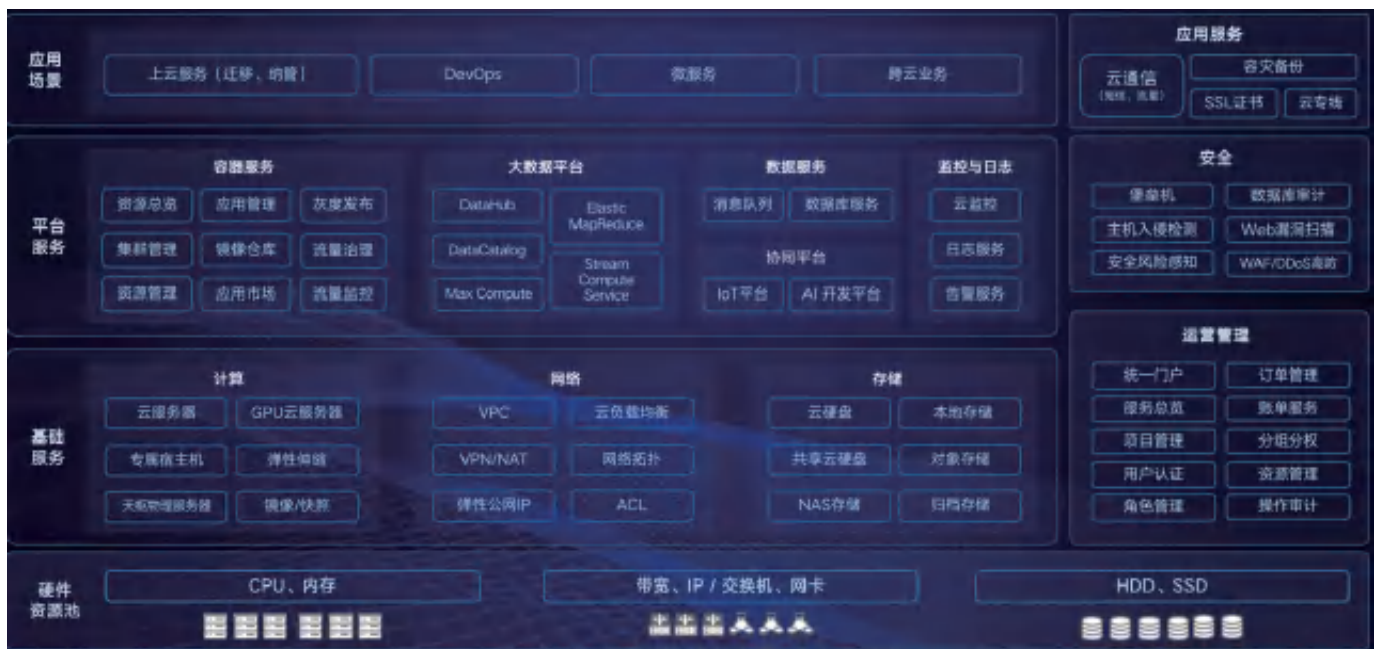 应用
场景
上云服务（迁移、纳管）
DevOps
微服务
跨云业务
平台
服务
容器服务
资源总览
应用管理
灰度发布
集群管理
镜像仓库
流量治理
资源管理
应用市场
流量监控
大数据平台
DataHub
Elastic
MapReduce
DataCatalog
Stream
Compute
Service
Max Compute
数据服务
消息队列
数据库服务
协同平台
IoT平台
AI 开发平台
监控与日志
云监控
日志服务
告警服务
基础
服务
计算
云服务器
GPU云服务器
专属宿主机
弹性伸缩
天枢物理服务器
镜像/快照
网络
VPC
云负载均衡
VPN/NAT
网络拓扑
弹性公网IP
ACL
存储
云硬盘
本地存储
共享云硬盘
对象存储
NAS存储
归档存储
硬件
资源池
CPU、内存
带宽、IP / 交换机、网卡
HDD、SSD
应用服务
云通信
容灾备份
SSL证书
云专线
安全
堡垒机
数据库审计
主机入侵检测
Web漏洞扫描
安全风险感知
WAF/DDoS高防
运营管理
统一门户
订单管理
服务总览
账单服务
项目管理
分组分权
用户认证
资源管理
角色管理
操作审计